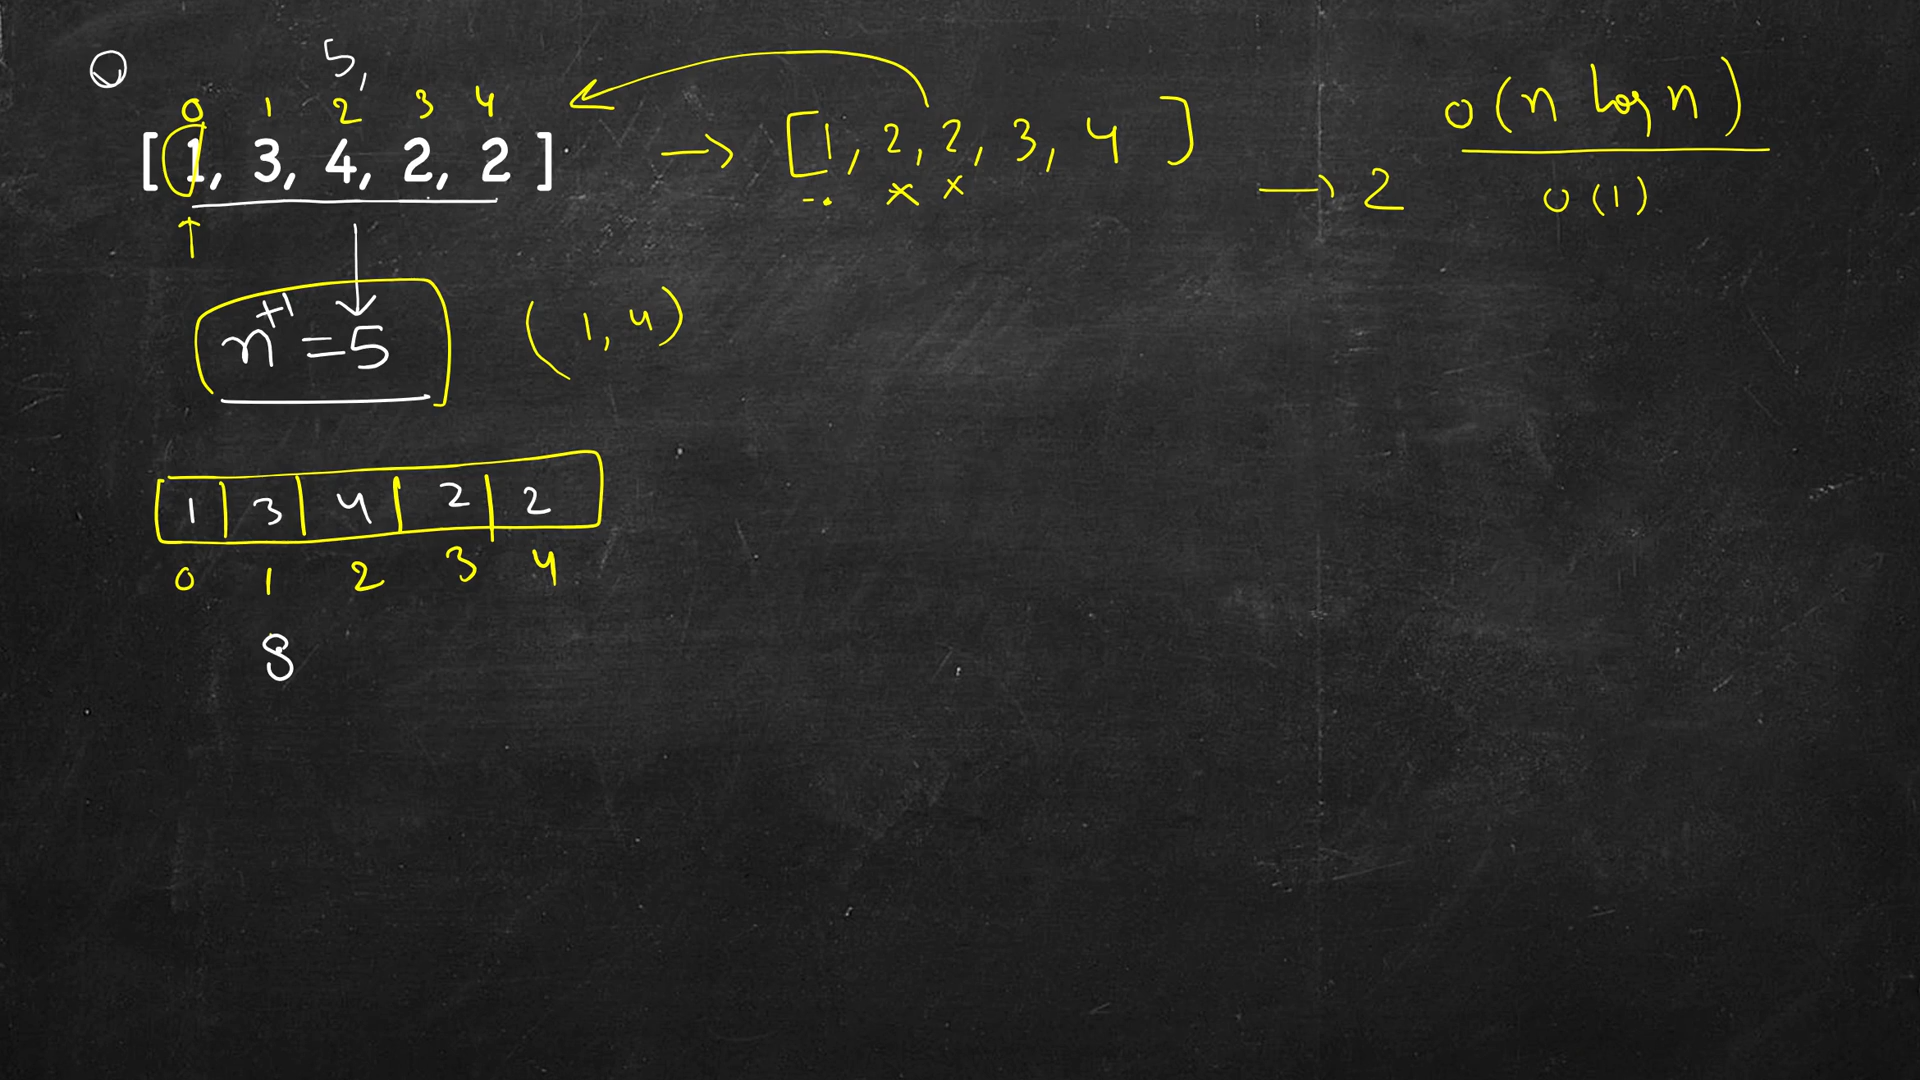 5,
0 1 2 3 4
[1, 3, 4, 2, 2]
→ [1, 2, 2, 3, 4]
x x
→ 2
O(n log n)
O(1)
n+1 = 5
(1, 4)
1 3 4 2 2
0 1 2 3 4
8